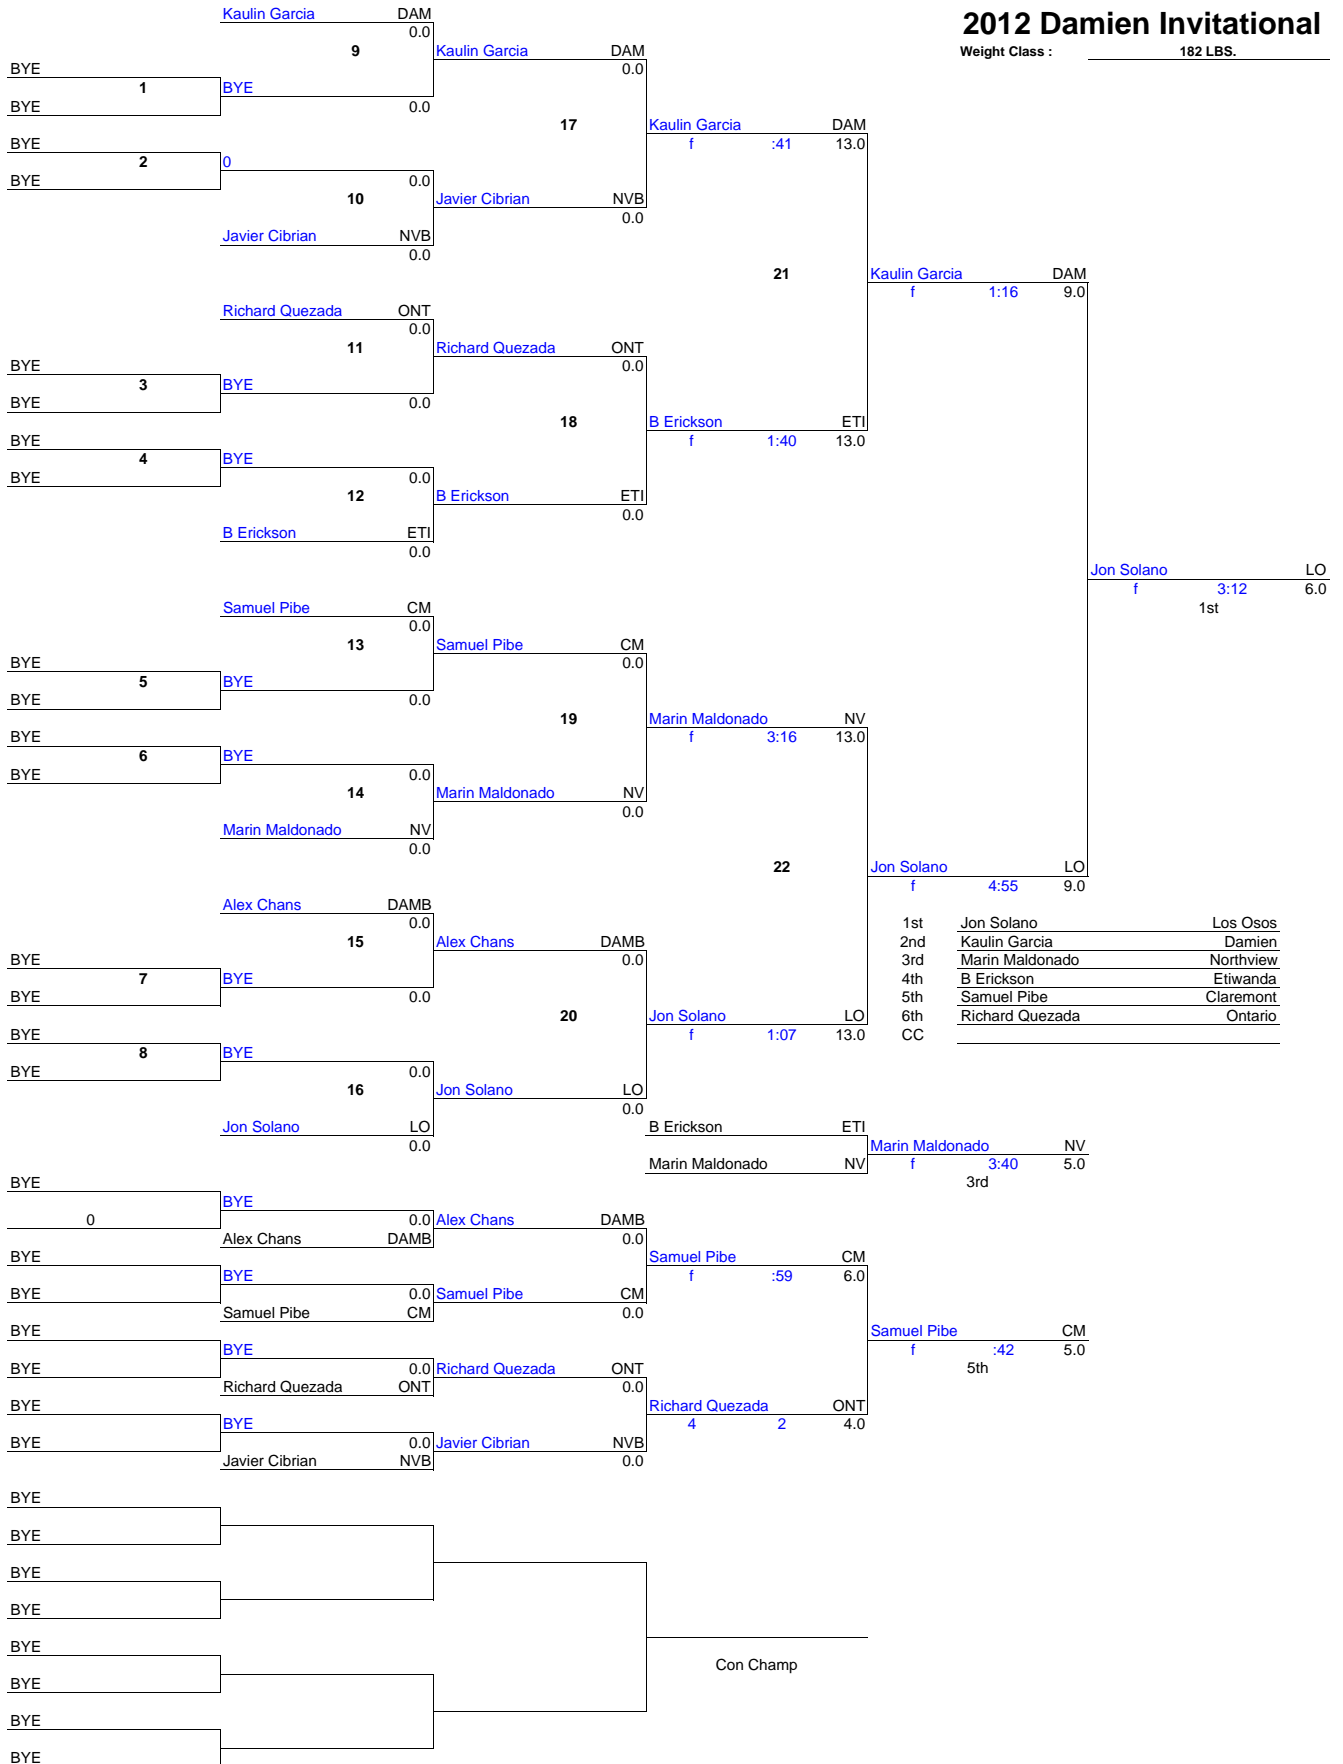 Kaulin Garcia DAM
2012 Damien Invitational
0.0
9 Kaulin Garcia DAM
Weight Class : 182 LBS.
BYE 0.0
1 BYE
BYE 0.0
17 Kaulin Garcia DAM
BYE f :41 13.0
2 0
BYE 0.0
10 Javier Cibrian NVB
0.0
Javier Cibrian NVB
0.0
21 Kaulin Garcia DAM
f 1:16 9.0
Richard Quezada ONT
0.0
11 Richard Quezada ONT
BYE 0.0
3 BYE
BYE 0.0
18 B Erickson ETI
BYE f 1:40 13.0
4 BYE
BYE 0.0
12 B Erickson ETI
0.0
B Erickson ETI
0.0
Jon Solano LO
f 3:12 6.0
Samuel Pibe CM 1st
0.0
13 Samuel Pibe CM
BYE 0.0
5 BYE
BYE 0.0
19 Marin Maldonado NV
BYE f 3:16 13.0
6 BYE
BYE 0.0
14 Marin Maldonado NV
0.0
Marin Maldonado NV
0.0
22 Jon Solano LO
f 4:55 9.0
Alex Chans DAMB
0.0 1st Jon Solano Los Osos
15 Alex Chans DAMB 2nd Kaulin Garcia Damien
BYE 0.0 3rd Marin Maldonado Northview
7 BYE 4th B Erickson Etiwanda
BYE 0.0 5th Samuel Pibe Claremont
20 Jon Solano LO 6th Richard Quezada Ontario
BYE f 1:07 13.0 CC
8 BYE
BYE 0.0
16 Jon Solano LO
0.0
Jon Solano LO B Erickson ETI
0.0 Marin Maldonado NV
Marin Maldonado NV f 3:40 5.0
BYE 3rd
BYE
0 0.0 Alex Chans DAMB
Alex Chans DAMB 0.0
BYE Samuel Pibe CM
BYE f :59 6.0
BYE 0.0 Samuel Pibe CM
Samuel Pibe CM 0.0
BYE Samuel Pibe CM
BYE f :42 5.0
BYE 0.0 Richard Quezada ONT 5th
Richard Quezada ONT 0.0
BYE Richard Quezada ONT
BYE 4 2 4.0
BYE 0.0 Javier Cibrian NVB
Javier Cibrian NVB 0.0
BYE
BYE
BYE
BYE
BYE
Con Champ
BYE
BYE
BYE